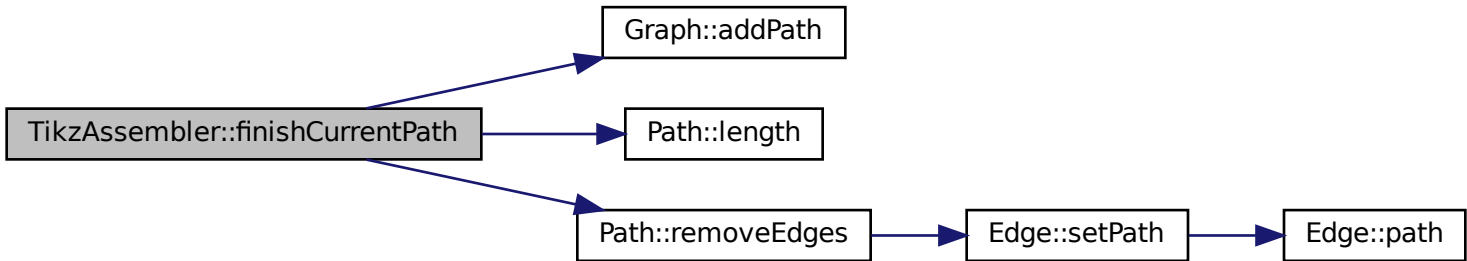 Graph::addPath
TikzAssembler::finishCurrentPath
Path::length
Path::removeEdges
Edge::setPath
Edge::path